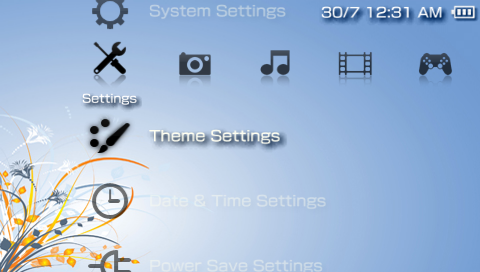 System Settings
30/7 12:31 AM
Settings
Theme Settings
Date & Time Settings
Power Save Settings